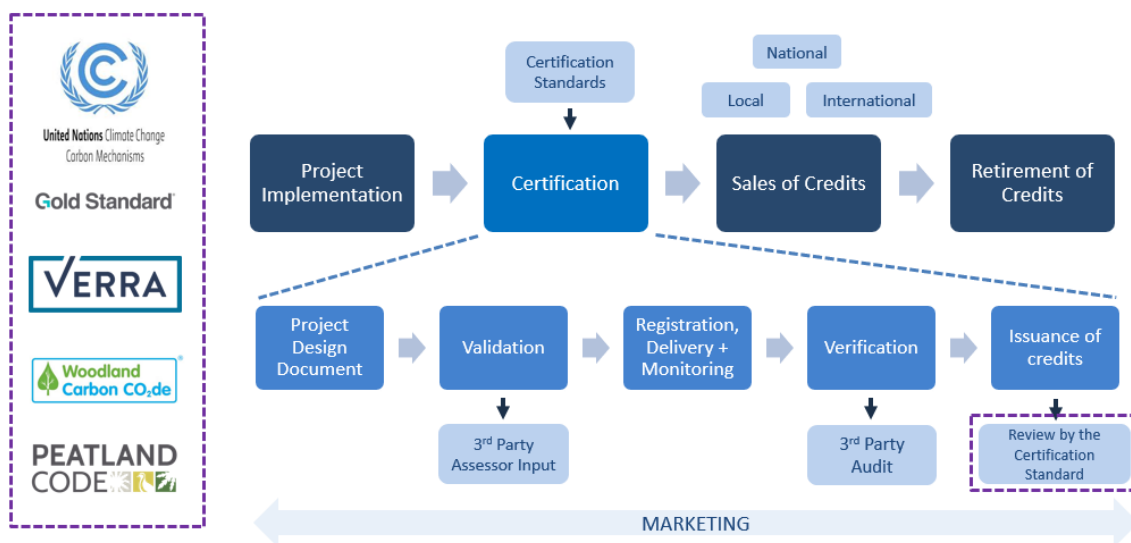 United Nations Climate Change
Carbon Mechanisms
Gold Standard®
VERRA
Woodland
Carbon CO₂de®
PEATLAND
CODE
Certification
Standards
National
Local
International
Project
Implementation
Certification
Sales of Credits
Retirement of
Credits
Project
Design
Document
Validation
Registration,
Delivery +
Monitoring
Verification
Issuance of
credits
3rd Party
Assessor Input
3rd Party
Audit
Review by the
Certification
Standard
MARKETING